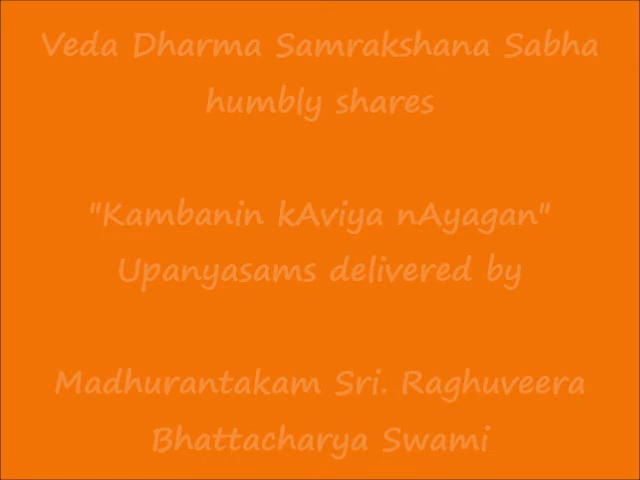 Veda Dharma Samrakshana Sabha
humbly shares
"Kambanin kAviya nAyagan"
Upanyasams delivered by
Madhurantakam Sri. Raghuveera
Bhattacharya Swami